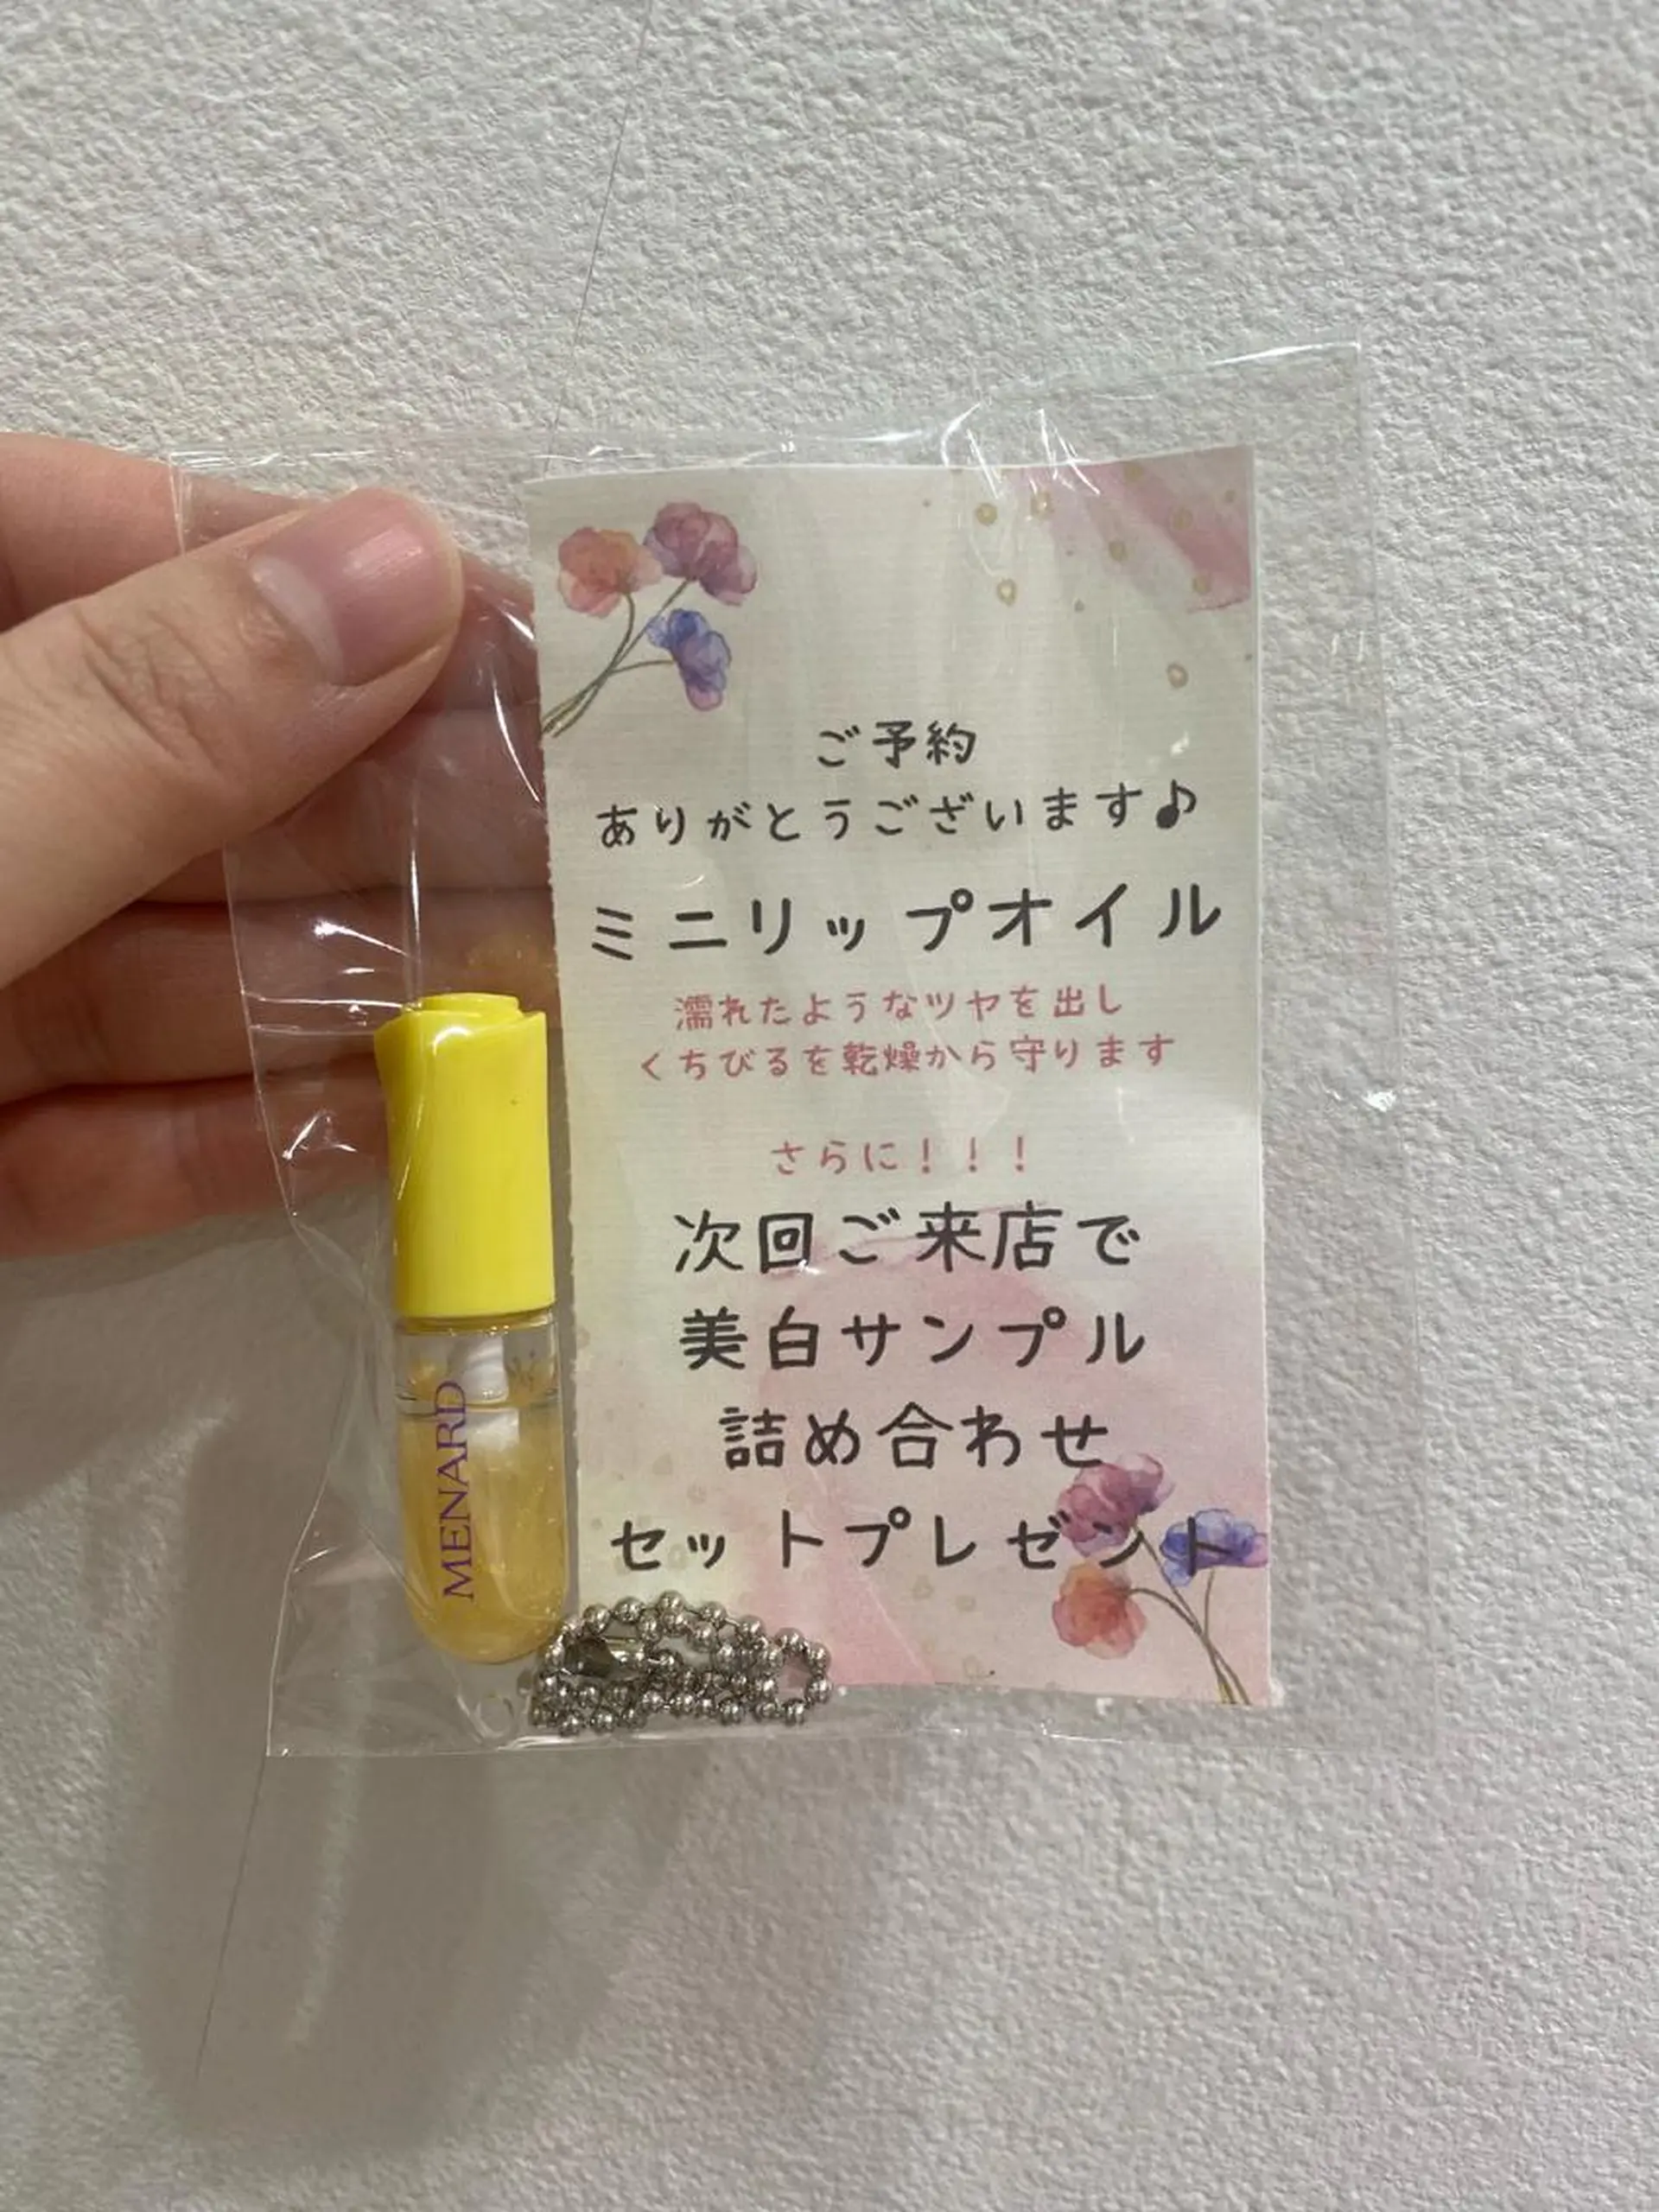 ご予約
ありがとうございます♪
ミニリップオイル
濡れたようなツヤを出し
くちびるを乾燥から守ります
さらに！！！
次回ご来店で
美白サンプル
詰め合わせ
セットプレゼント
MENARD